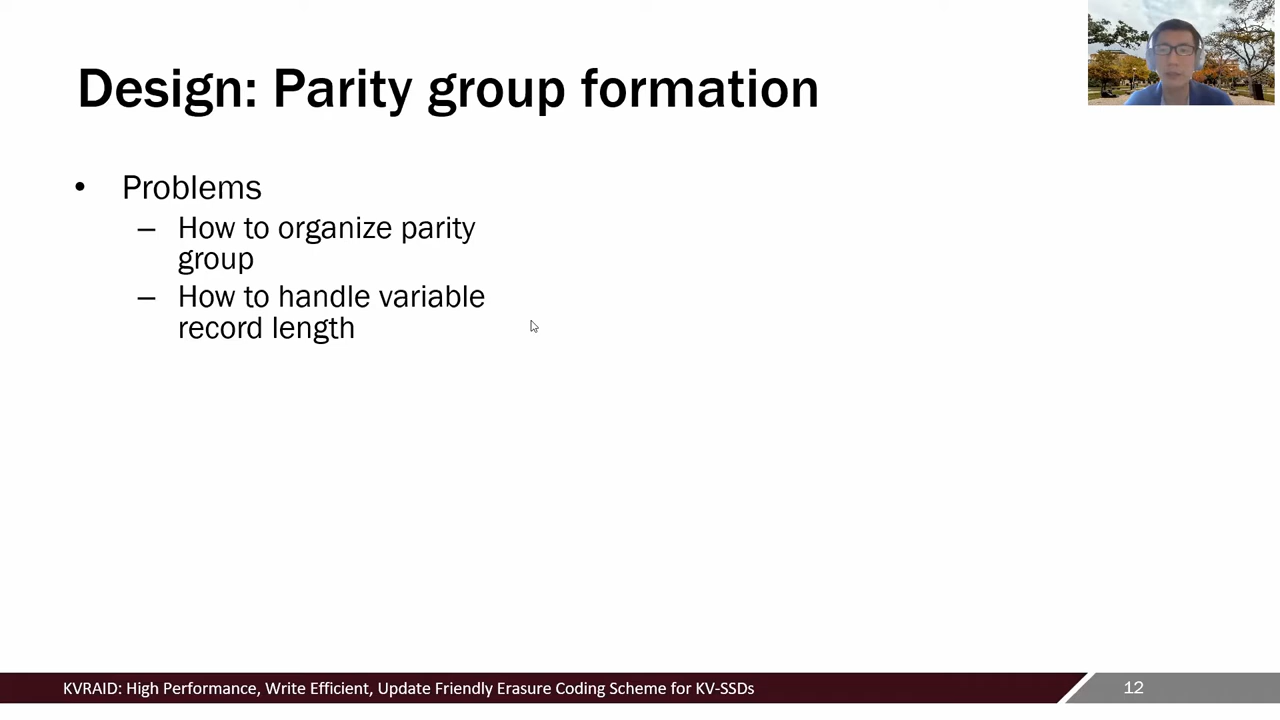 Design: Parity group formation
• Problems
– How to organize parity
group
– How to handle variable
record length
KVRAID: High Performance, Write Efficient, Update Friendly Erasure Coding Scheme for KV-SSDs
12